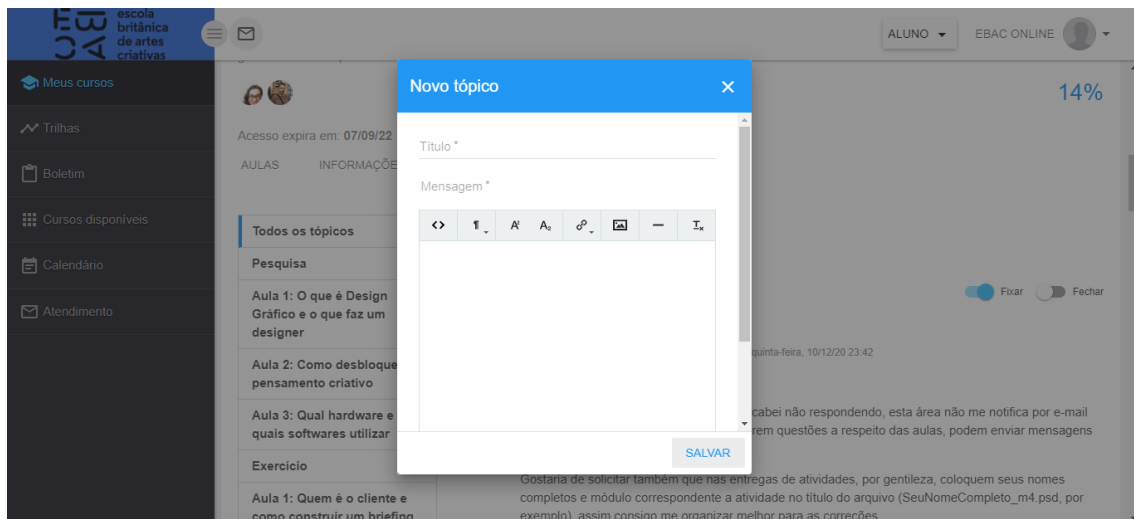 escola
britânica
de artes
criativas
EBAC
ALUNO
EBAC ONLINE
Meus cursos
Trilhas
Boletim
Cursos disponíveis
Calendário
Atendimento
14%
Acesso expira em: 07/09/22
AULAS INFORMAÇÕE
Todos os tópicos
Pesquisa
Aula 1: O que é Design
Gráfico e o que faz um
designer
Aula 2: Como desbloque
pensamento criativo
Aula 3: Qual hardware e
quais softwares utilizar
Exercício
Aula 1: Quem é o cliente e
como construir um briefing
Novo tópico
Título *
Mensagem *
SALVAR
Fixar Fechar
quinta-feira, 10/12/20 23:42
cabei não respondendo, esta área não me notifica por e-mail
rem questões a respeito das aulas, podem enviar mensagens
Gostaria de solicitar também que nas entregas de atividades, por gentileza, coloquem seus nomes
completos e módulo correspondente a atividade no título do arquivo (SeuNomeCompleto_m4.psd, por
exemplo), assim consigo me organizar melhor para as correções